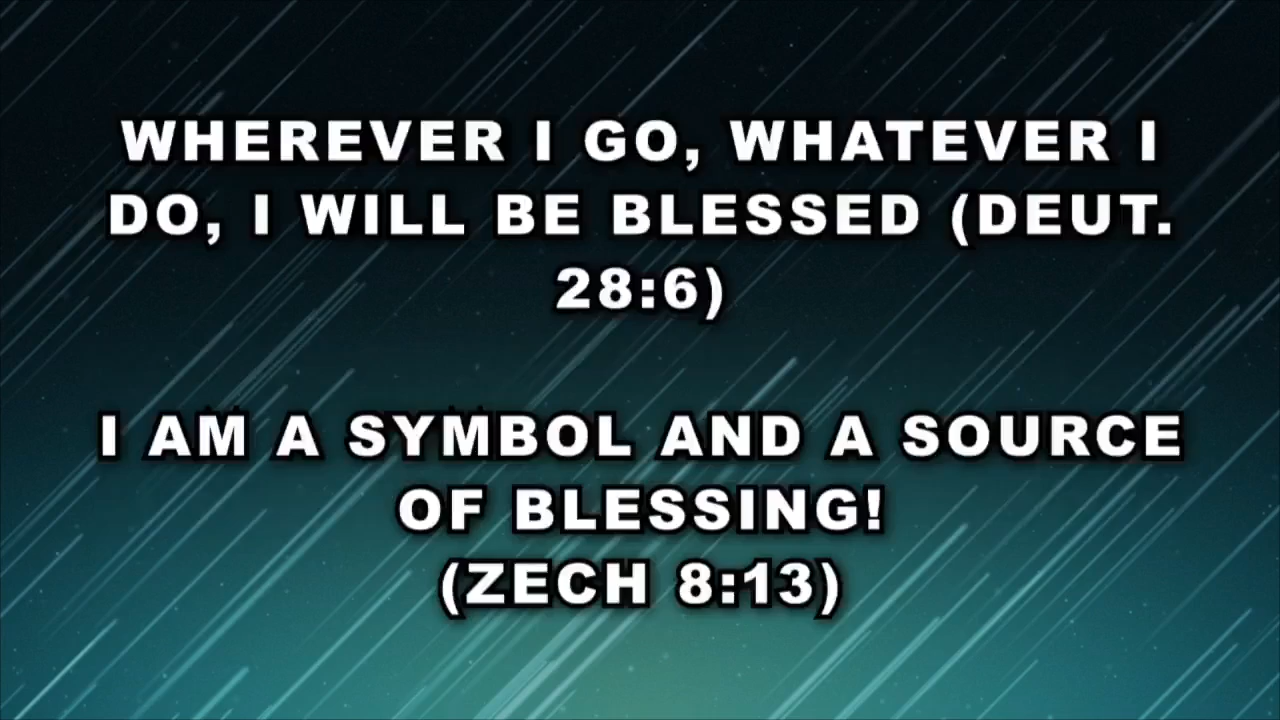 WHEREVER I GO, WHATEVER I
DO, I WILL BE BLESSED (DEUT.
28:6)
I AM A SYMBOL AND A SOURCE
OF BLESSING!
(ZECH 8:13)